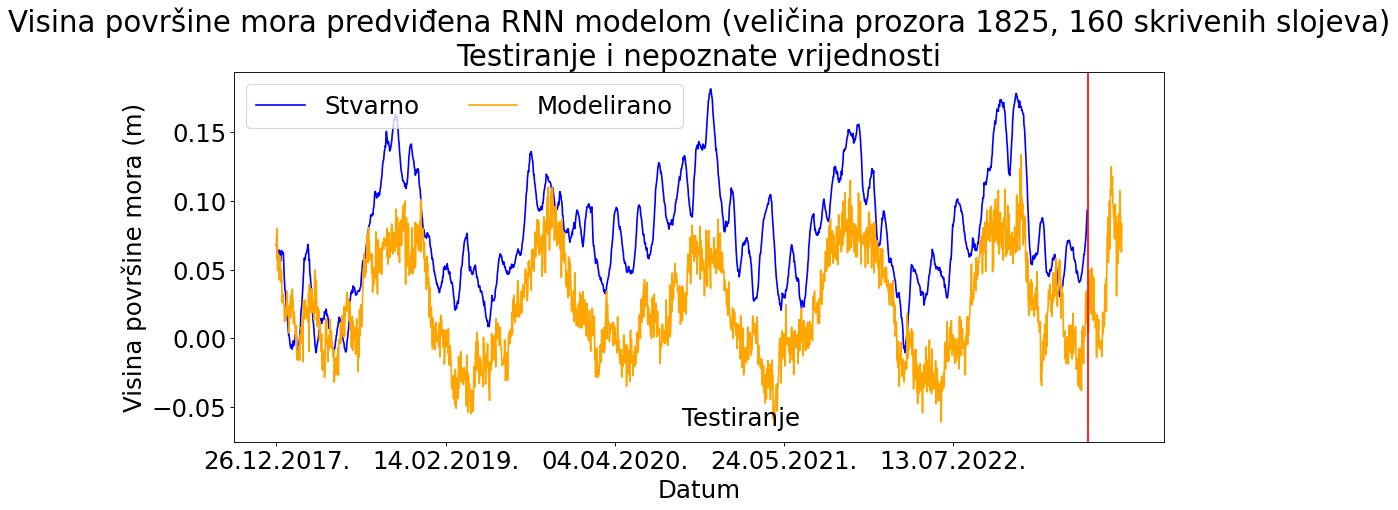 Visina površine mora predviđena RNN modelom (veličina prozora 1825, 160 skrivenih slojeva)
Testiranje i nepoznate vrijednosti
Stvarno Modelirano
Visina površine mora (m)
0.15
0.10
0.05
0.00
−0.05
Testiranje
26.12.2017. 14.02.2019. 04.04.2020. 24.05.2021. 13.07.2022.
Datum